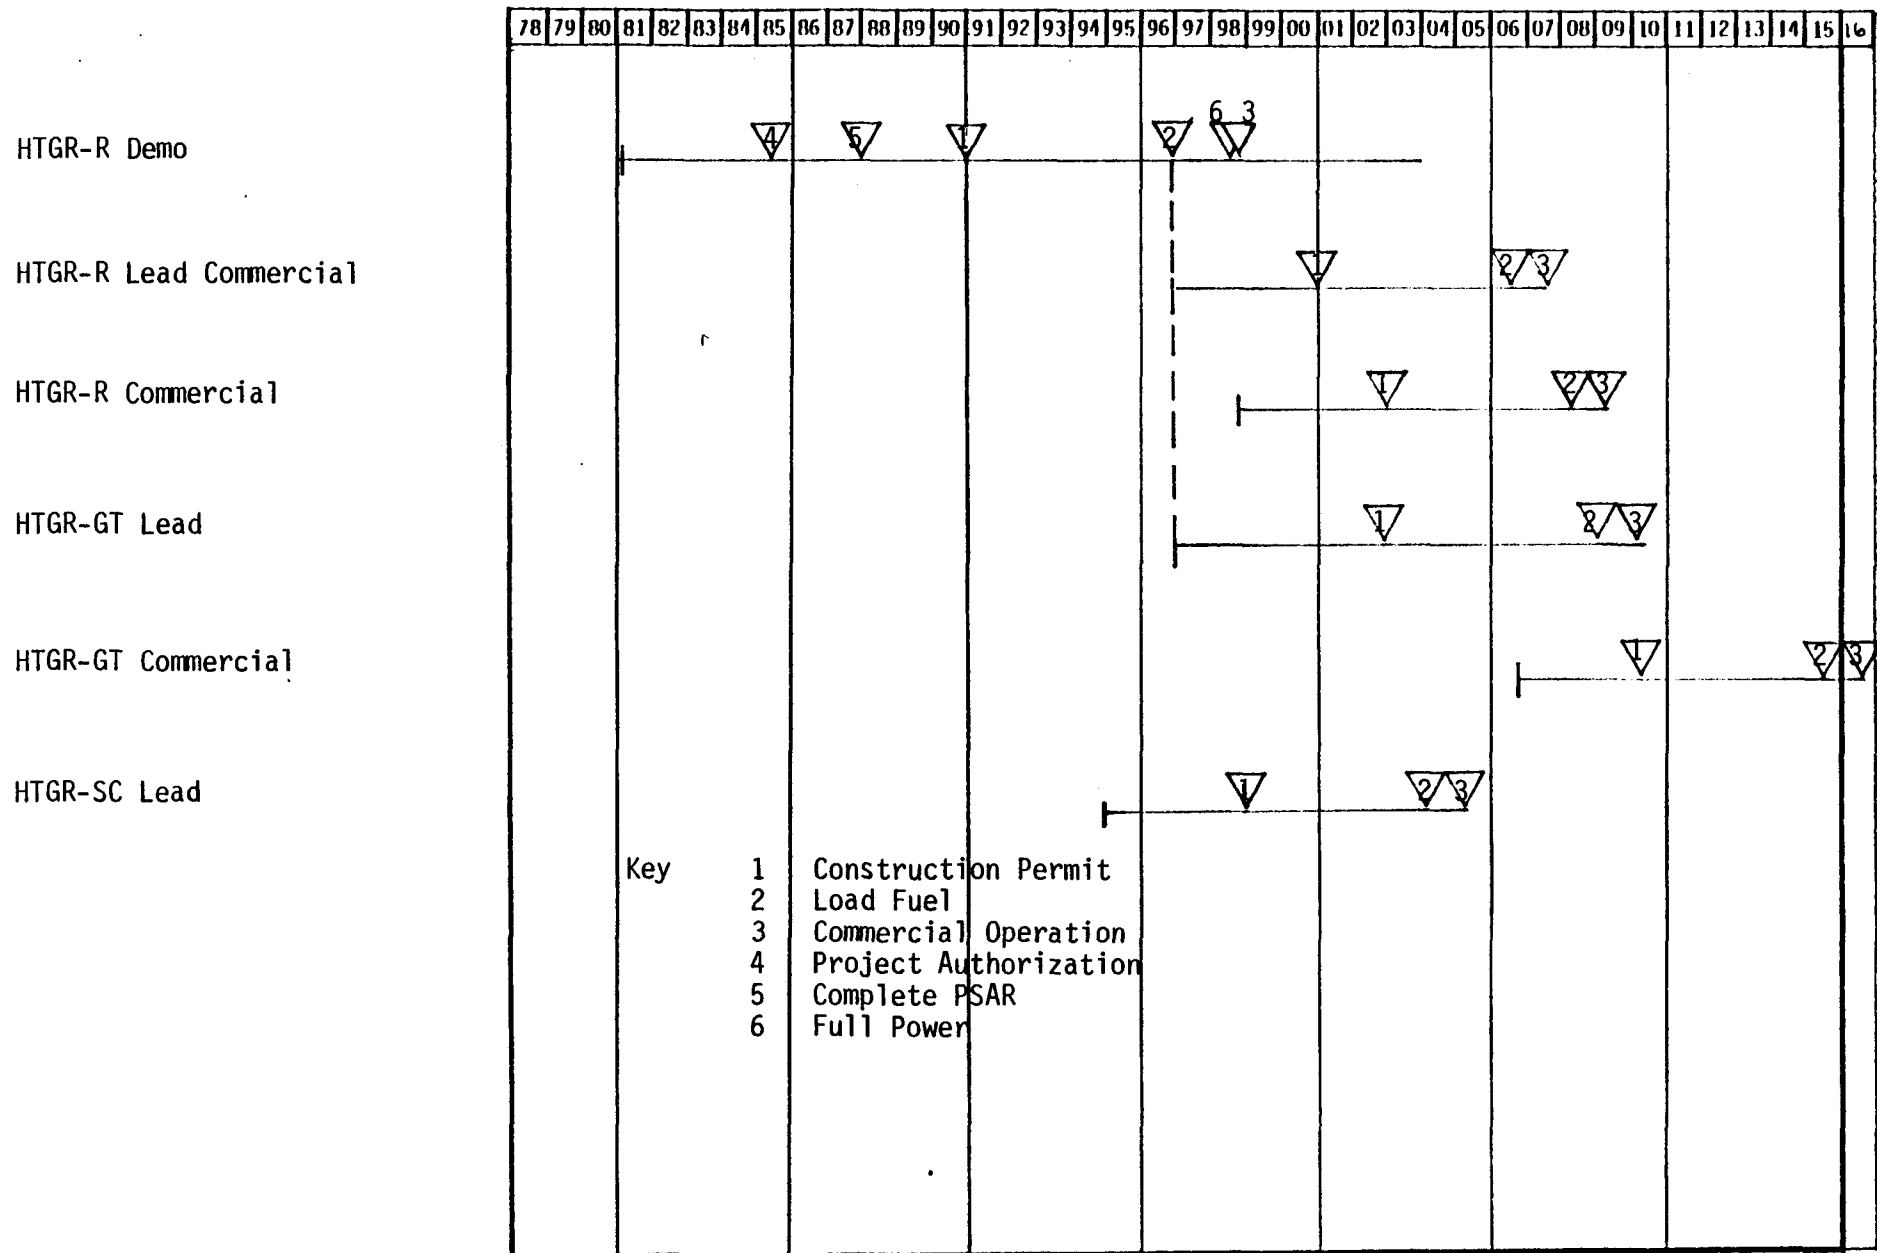 78 79 80 81 82 83 84 85 86 87 88 89 90 91 92 93 94 95 96 97 98 99 00 01 02 03 04 05 06 07 08 09 10 11 12 13 14 15 16
6 3
HTGR-R Demo 4 5 1 2
HTGR-R Lead Commercial 1 2 3
HTGR-R Commercial 1 2 3
HTGR-GT Lead 1 2 3
HTGR-GT Commercial 1 2 3
HTGR-SC Lead 1 2 3
Key 1 Construction Permit
2 Load Fuel
3 Commercial Operation
4 Project Authorization
5 Complete PSAR
6 Full Power